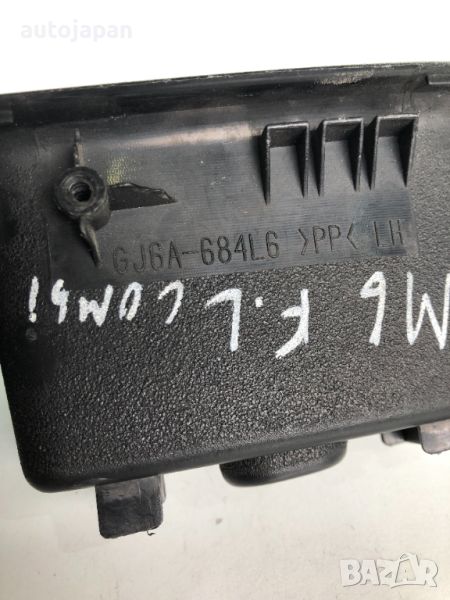 autojapan
GJ6A-684L6 >PP< LH
M6 F.L COMBI
BAZAR